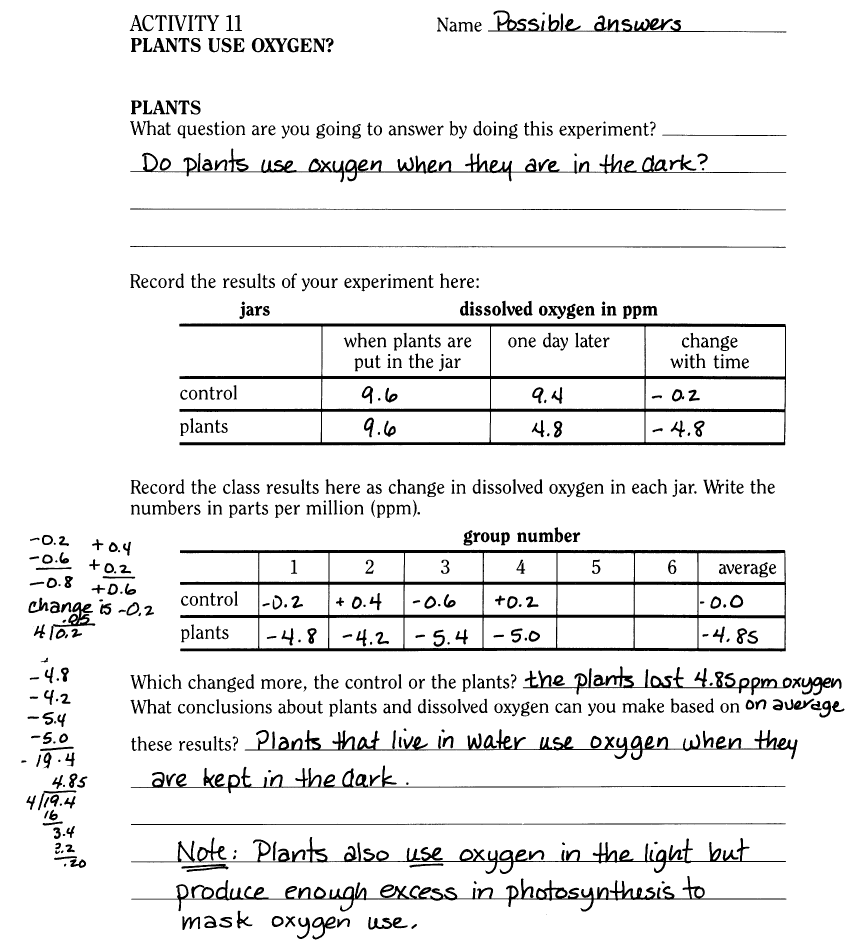 ACTIVITY 11 Name Possible answers
PLANTS USE OXYGEN?
PLANTS
What question are you going to answer by doing this experiment?
Do plants use oxygen when they are in the dark?
Record the results of your experiment here:
jars dissolved oxygen in ppm
when plants are one day later change
put in the jar with time
control 9.6 9.4 - 0.2
plants 9.6 4.8 - 4.8
Record the class results here as change in dissolved oxygen in each jar. Write the
numbers in parts per million (ppm).
group number
1 2 3 4 5 6 average
control -0.2 + 0.4 -0.6 +0.2 -0.0
plants -4.8 -4.2 -5.4 -5.0 -4.85
-0.2 +0.4
-0.6 +0.2
-0.8 +0.6
change is -0.2
.05
4)0.2
-4.8
-4.2
-5.4
-5.0
-19.4
4.85
4)19.4
16
3.4
3.2
.20
Which changed more, the control or the plants? the plants lost 4.85 ppm oxygen
What conclusions about plants and dissolved oxygen can you make based on on average
these results? Plants that live in water use oxygen when they
are kept in the dark.
Note: Plants also use oxygen in the light but
produce enough excess in photosynthesis to
mask oxygen use.